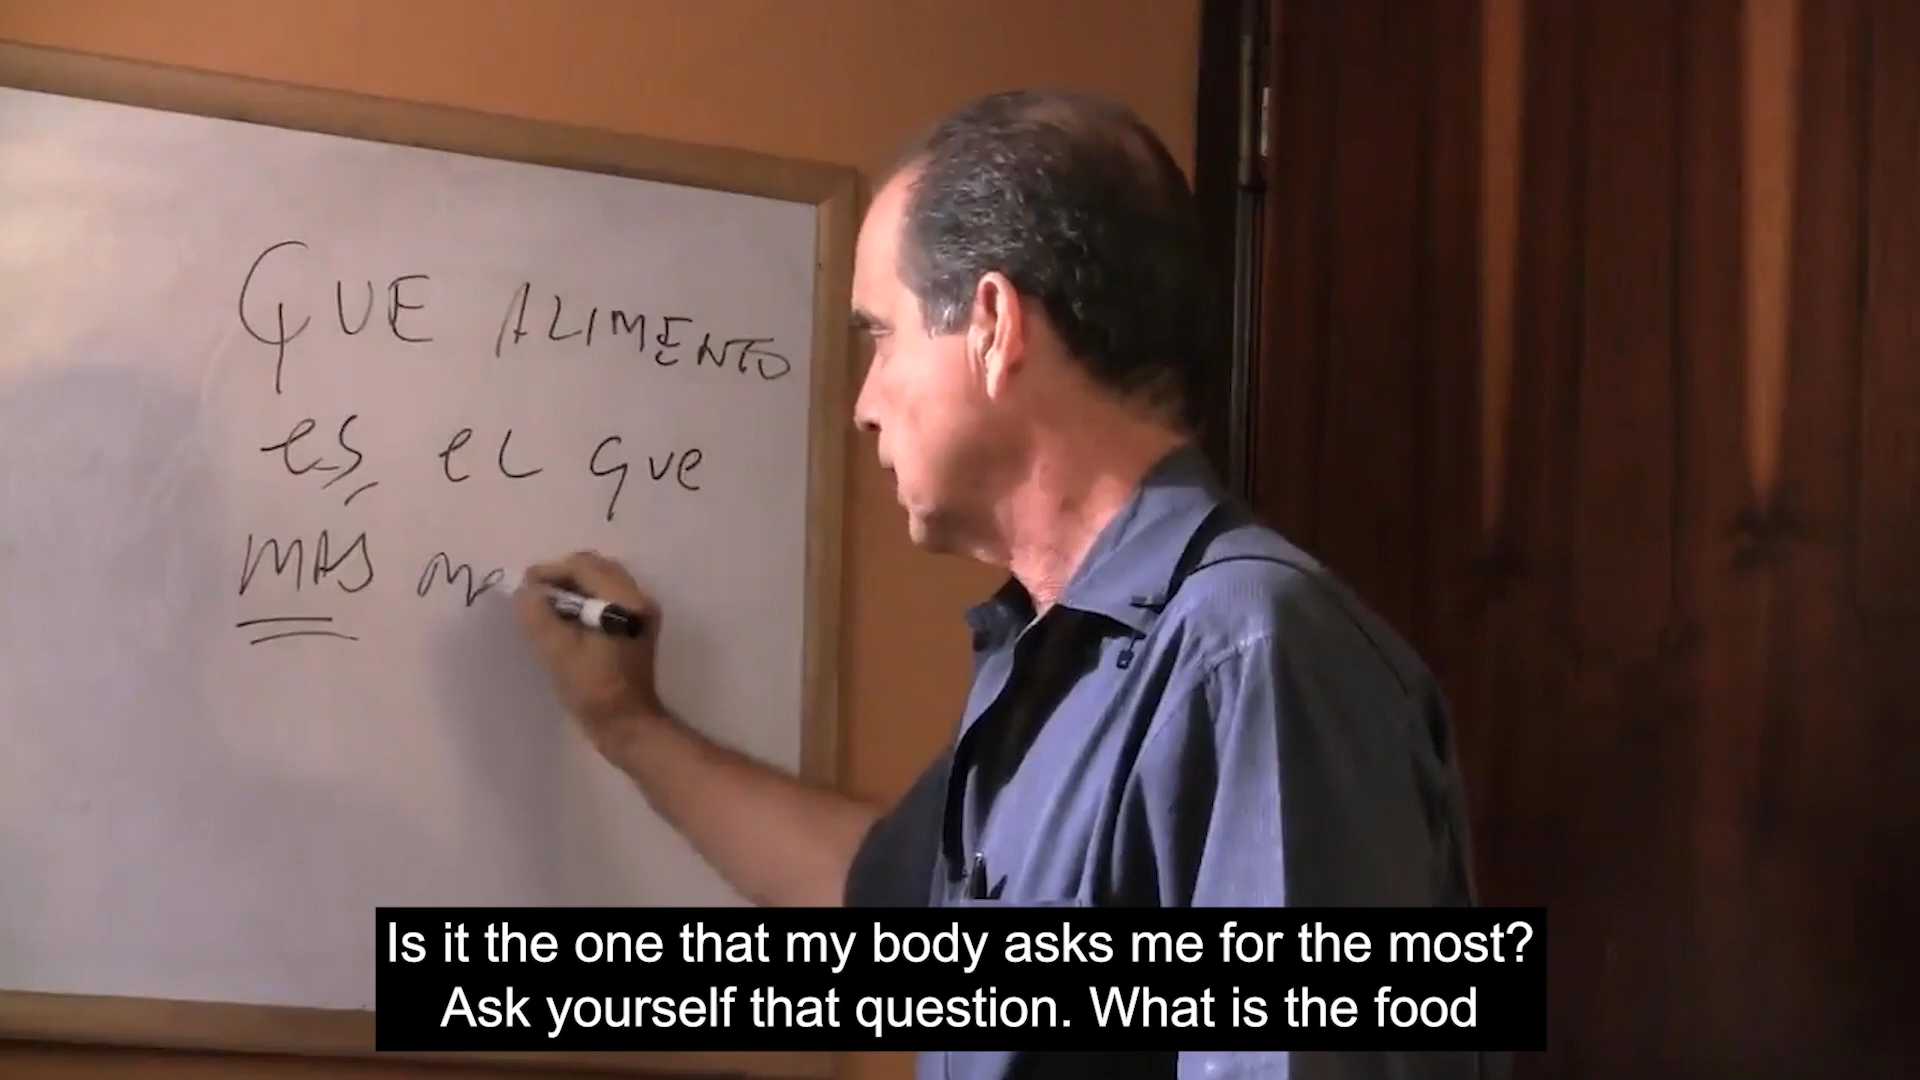 QUE ALIMENTO
es el que
MAS me
Is it the one that my body asks me for the most?
Ask yourself that question. What is the food